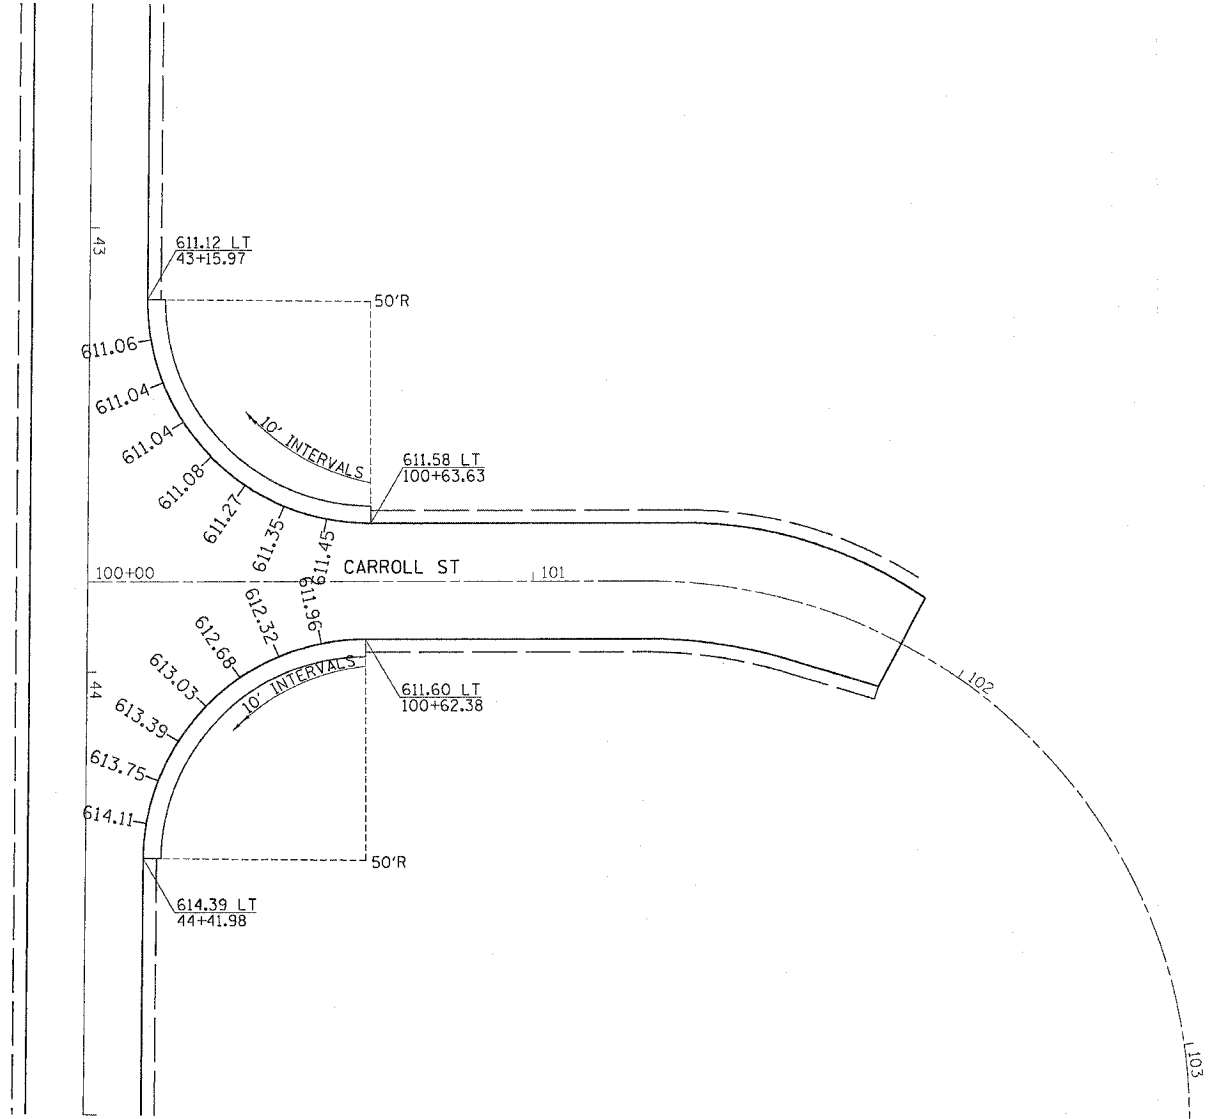 43
611.12 LT
43+15.97
50'R
611.06
611.04
611.04
611.08
611.27
611.35
611.45
10' INTERVALS
611.58 LT
100+63.63
CARROLL ST
100+00
101
611.96
612.32
612.68
613.03
613.39
613.75
614.11
10' INTERVALS
44
611.60 LT
100+62.38
102
50'R
614.39 LT
44+41.98
103